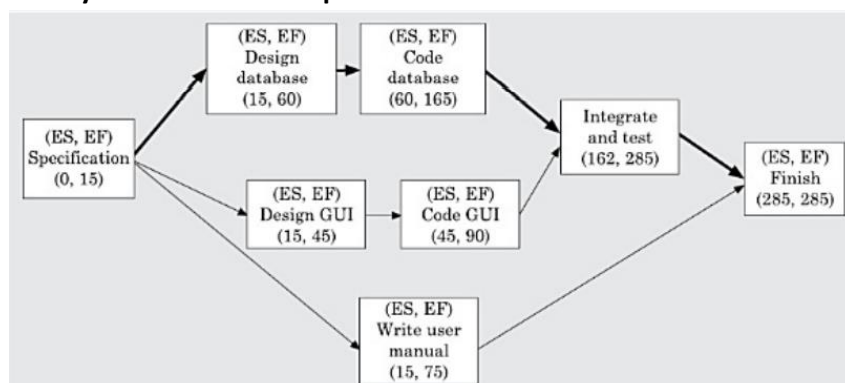 (ES, EF)
Design
database
(15, 60)
(ES, EF)
Code
database
(60, 165)
(ES, EF)
Specification
(0, 15)
Integrate
and test
(162, 285)
(ES, EF)
Finish
(285, 285)
(ES, EF)
Design GUI
(15, 45)
(ES, EF)
Code GUI
(45, 90)
(ES, EF)
Write user
manual
(15, 75)